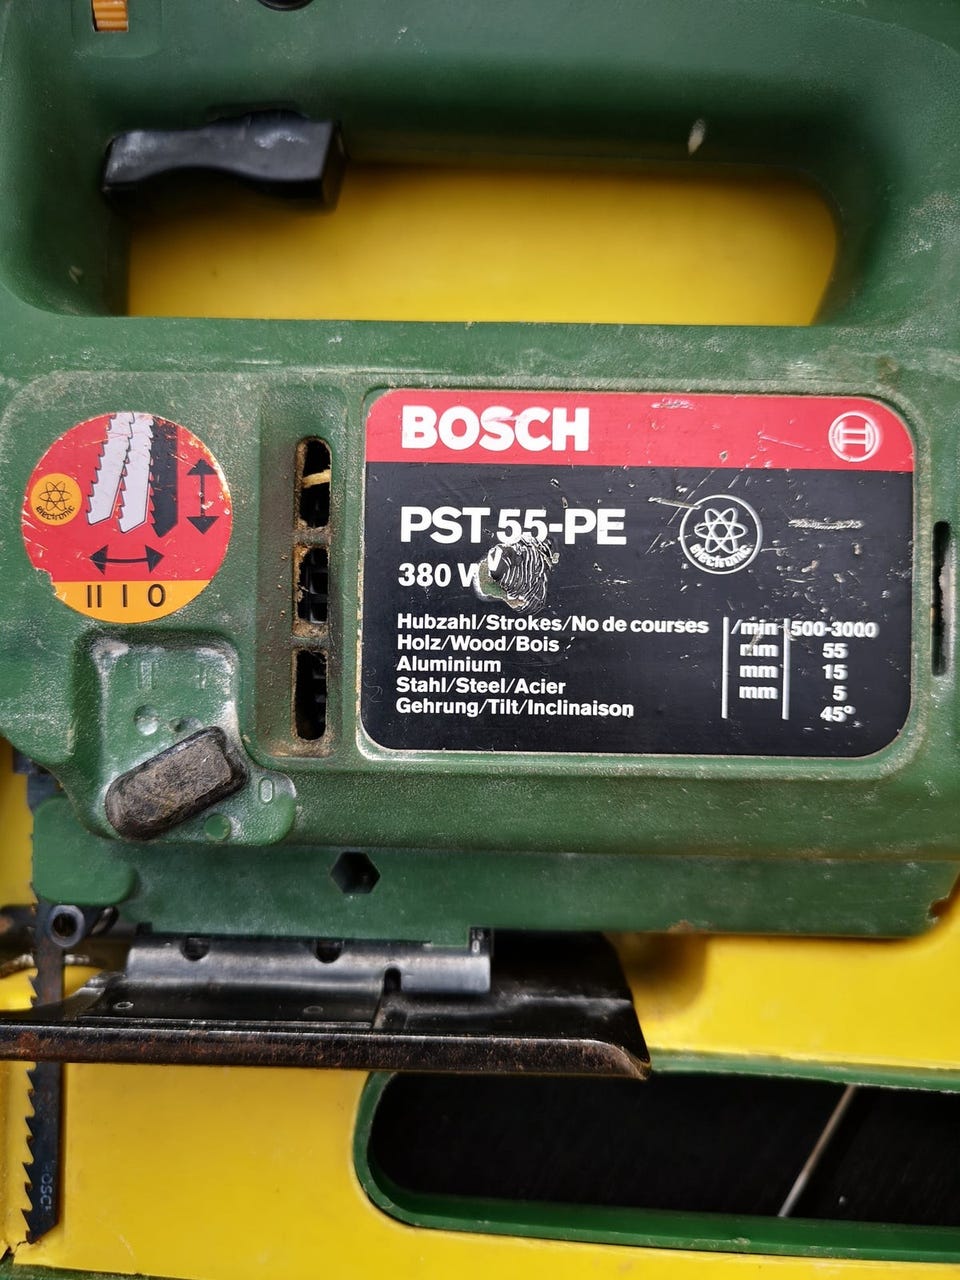 BOSCH
PST 55-PE
electronic
380 W
Hubzahl/Strokes/No de courses /min 500-3000
Holz/Wood/Bois mm 55
Aluminium mm 15
Stahl/Steel/Acier mm 5
Gehrung/Tilt/Inclinaison 45°
electronic
II I O
O